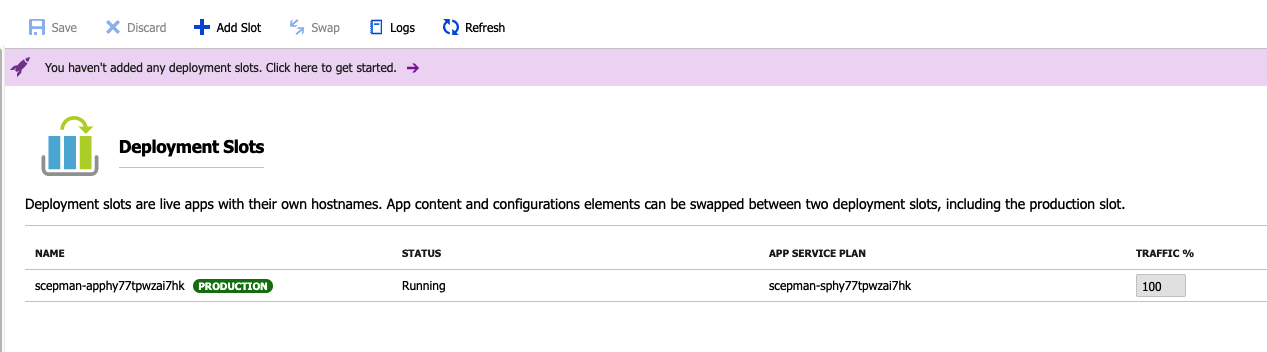 Save Discard Add Slot Swap Logs Refresh
You haven't added any deployment slots. Click here to get started.
Deployment Slots
Deployment slots are live apps with their own hostnames. App content and configurations elements can be swapped between two deployment slots, including the production slot.
NAME STATUS APP SERVICE PLAN TRAFFIC %
scepman-apphy77tpwzai7hk PRODUCTION Running scepman-sphy77tpwzai7hk 100